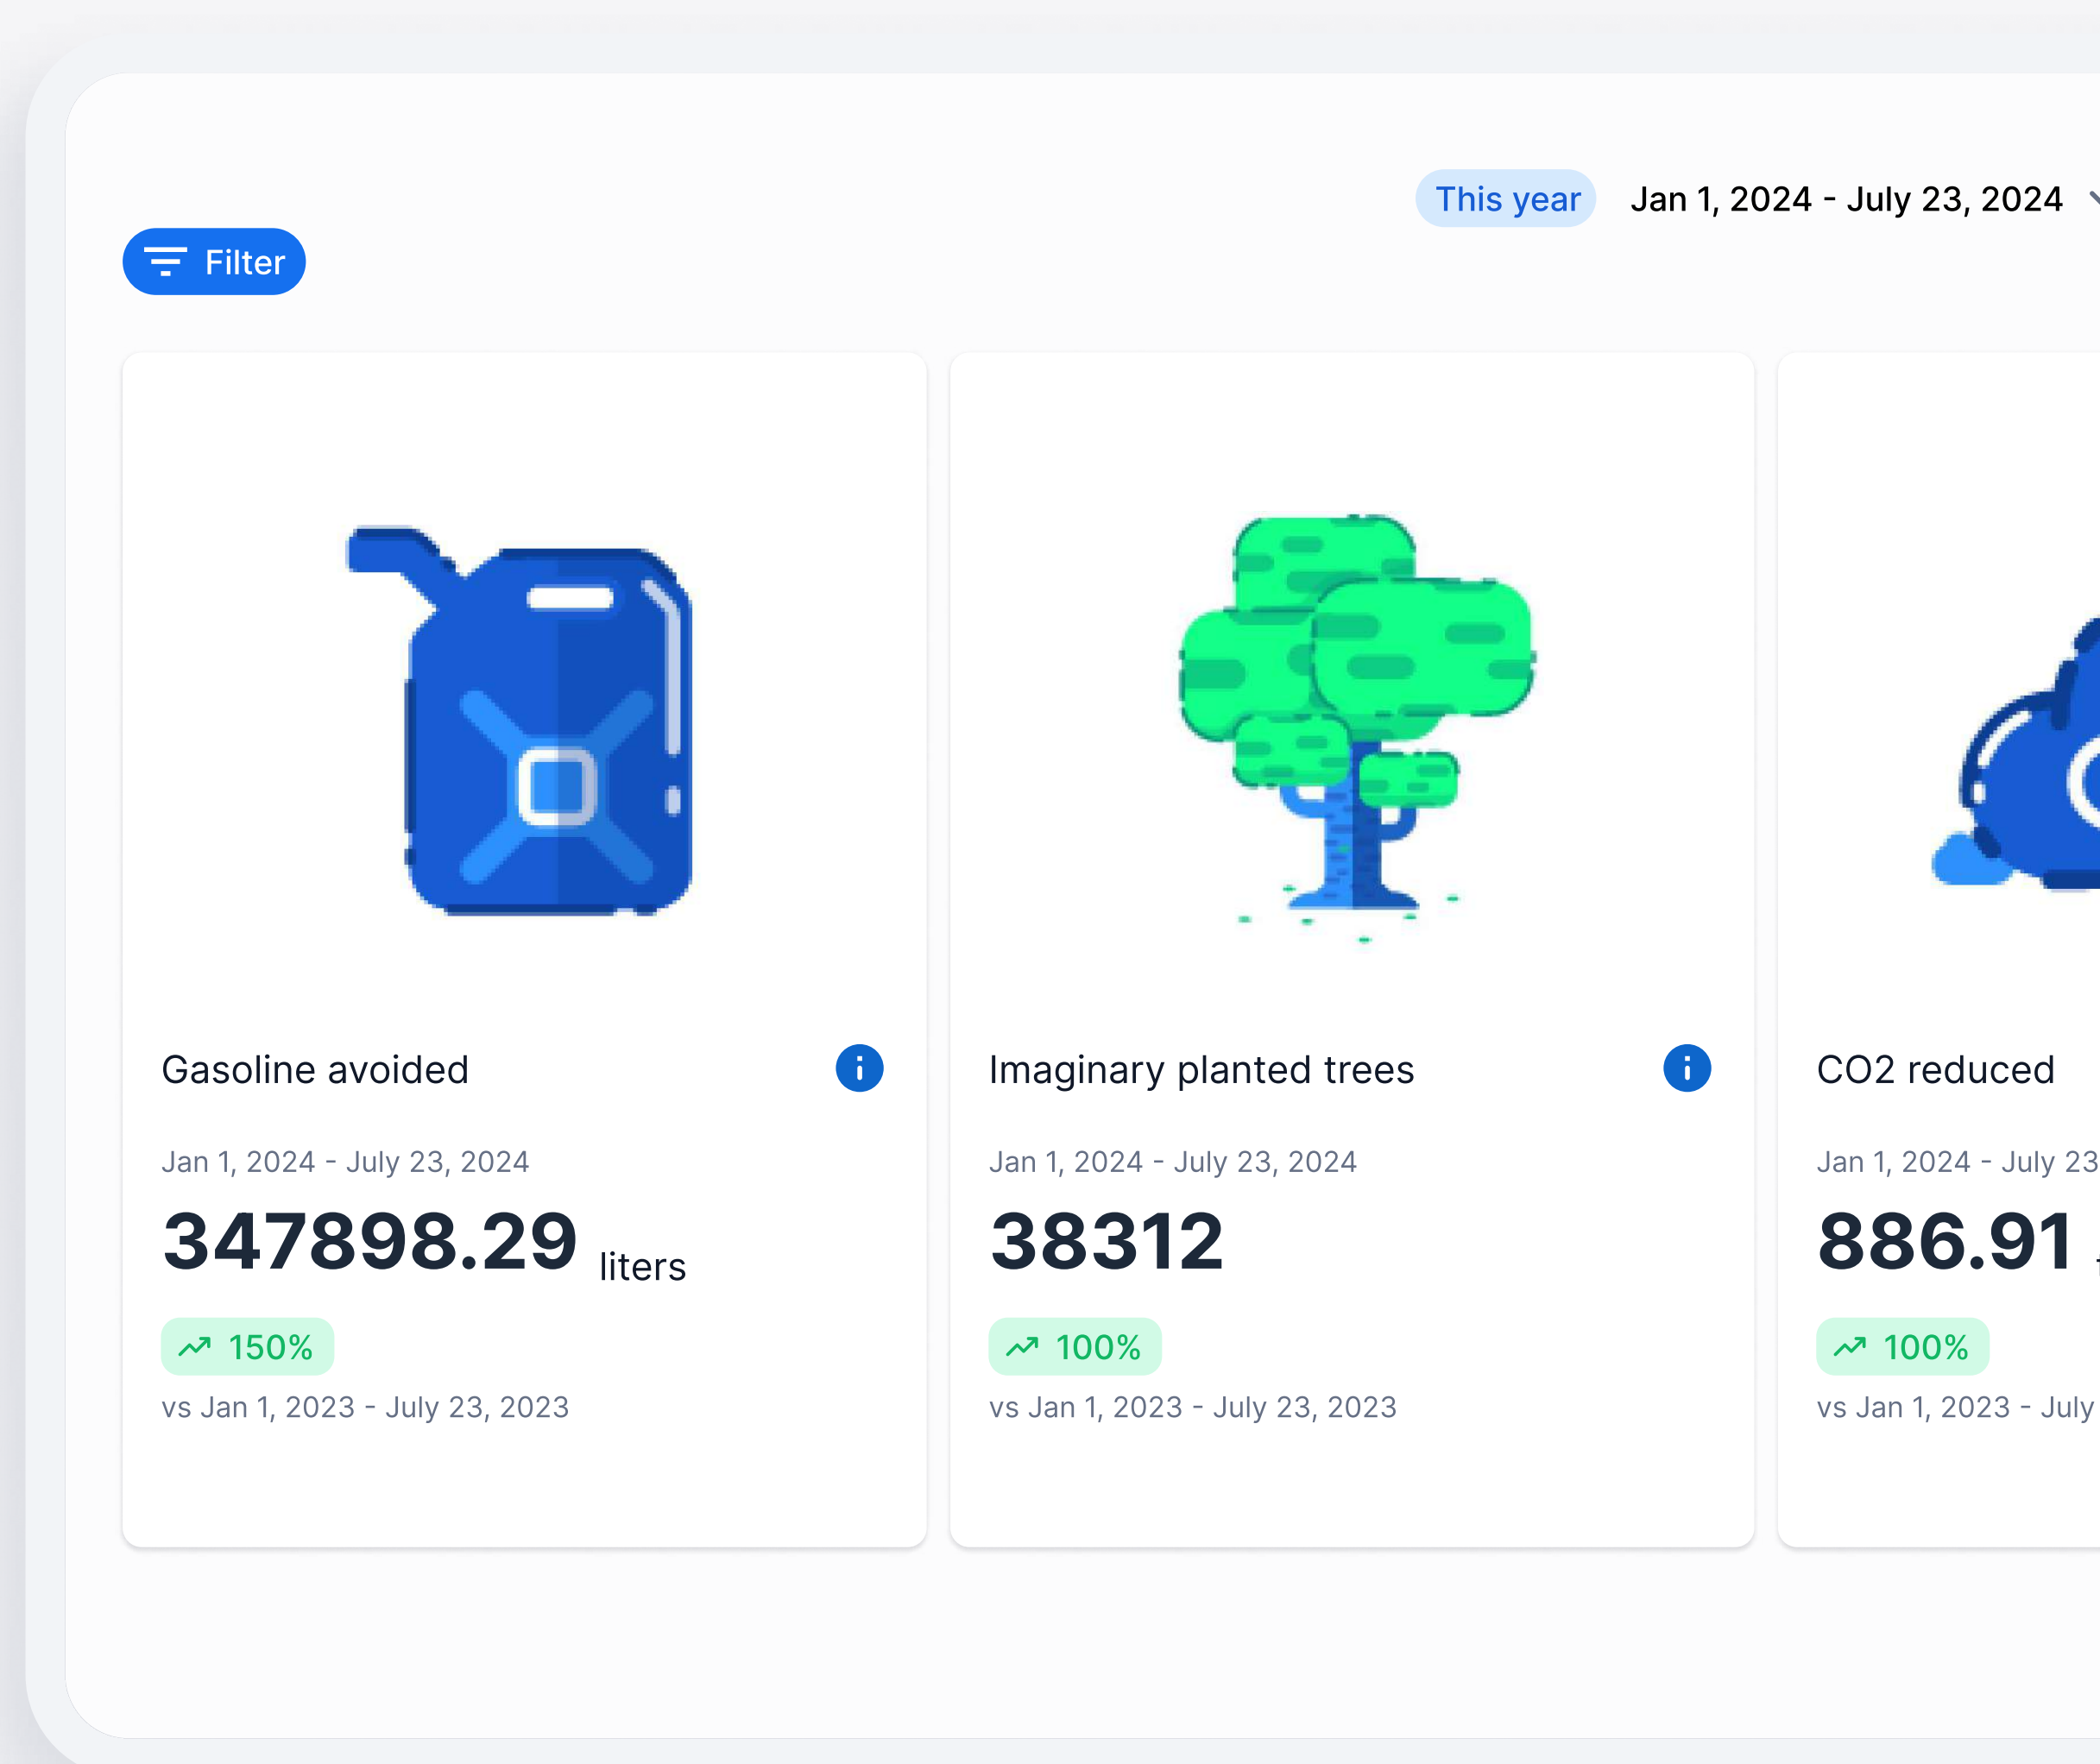 This year Jan 1, 2024 - July 23, 2024
Filter
Gasoline avoided
Jan 1, 2024 - July 23, 2024
347898.29 liters
150%
vs Jan 1, 2023 - July 23, 2023
Imaginary planted trees
Jan 1, 2024 - July 23, 2024
38312
100%
vs Jan 1, 2023 - July 23, 2023
CO2 reduced
Jan 1, 2024 - July 23
886.91
100%
vs Jan 1, 2023 - July